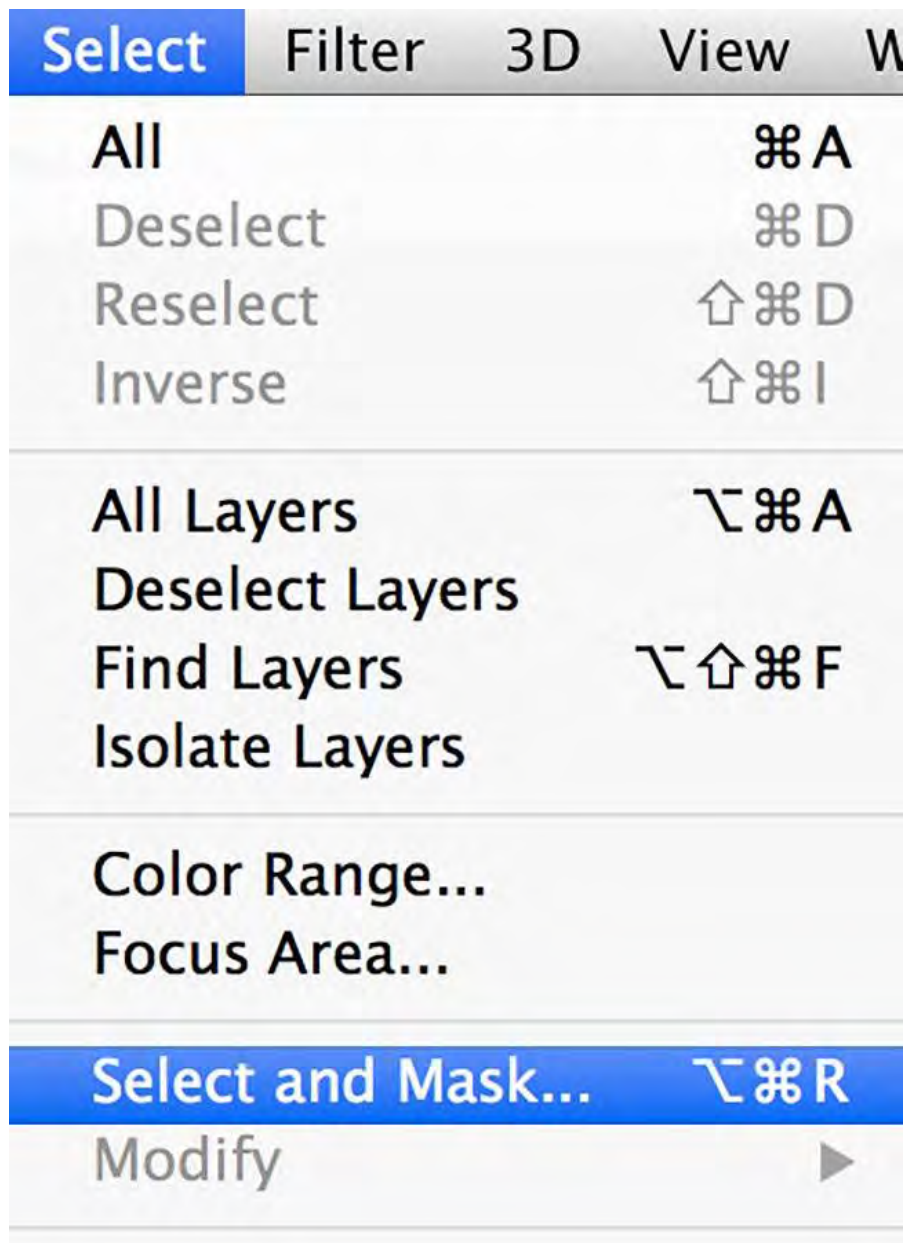 Select Filter 3D View W
All ⌘A
Deselect ⌘D
Reselect ⇧⌘D
Inverse ⇧⌘I
All Layers ⌥⌘A
Deselect Layers
Find Layers ⌥⇧⌘F
Isolate Layers
Color Range...
Focus Area...
Select and Mask... ⌥⌘R
Modify ▶